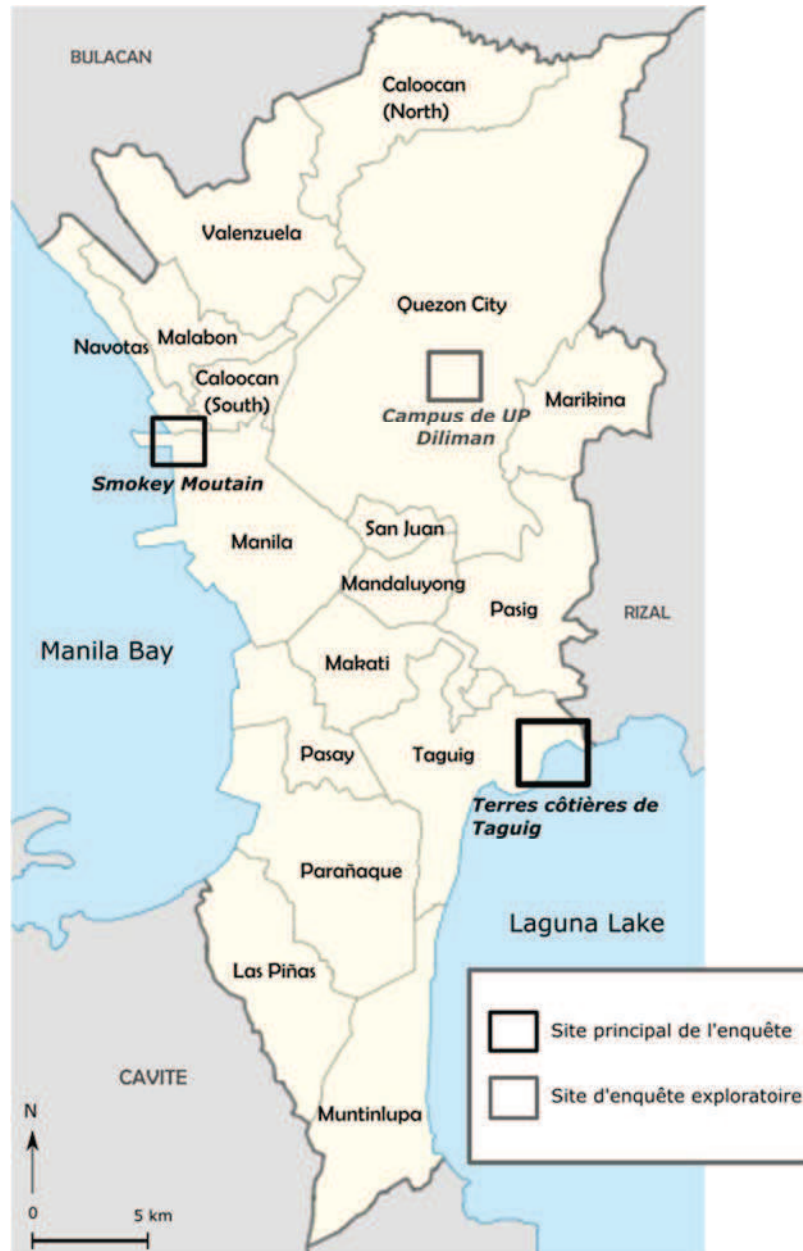 BULACAN
Caloocan
(North)
Valenzuela
Quezon City
Malabon
Navotas
Caloocan
(South)
Marikina
Campus de UP
Diliman
Smokey Moutain
San Juan
Manila
Mandaluyong
Pasig
RIZAL
Manila Bay
Makati
Pasay
Taguig
Terres côtières de
Taguig
Parañaque
Laguna Lake
Las Piñas
Site principal de l'enquête
CAVITE
Site d'enquête exploratoire
Muntinlupa
N
0 5 km